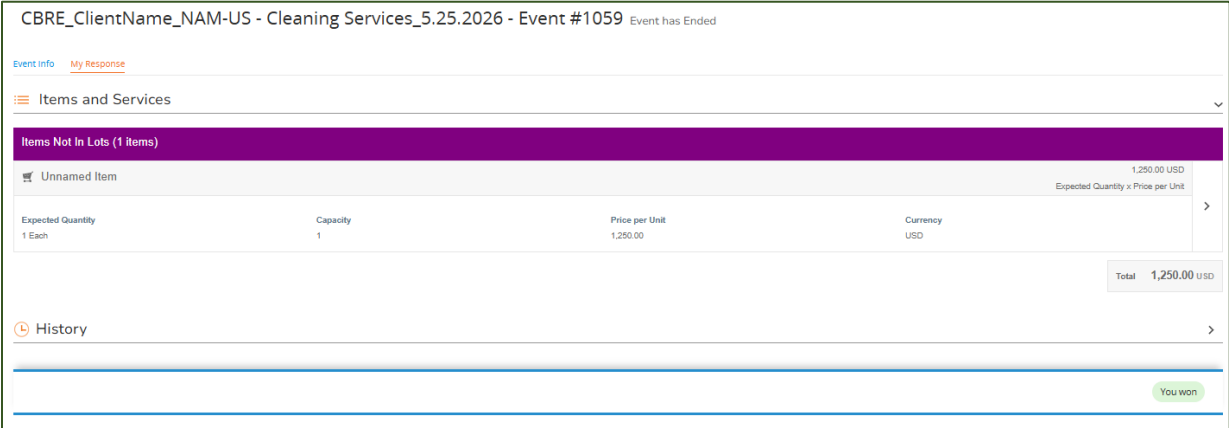 CBRE_ClientName_NAM-US - Cleaning Services_5.25.2026 - Event #1059 Event has Ended
Event Info My Response
Items and Services
Items Not In Lots (1 items)
Unnamed Item
1,250.00 USD
Expected Quantity x Price per Unit
Expected Quantity Capacity Price per Unit Currency
1 Each 1 1,250.00 USD
Total 1,250.00 USD
History
You won